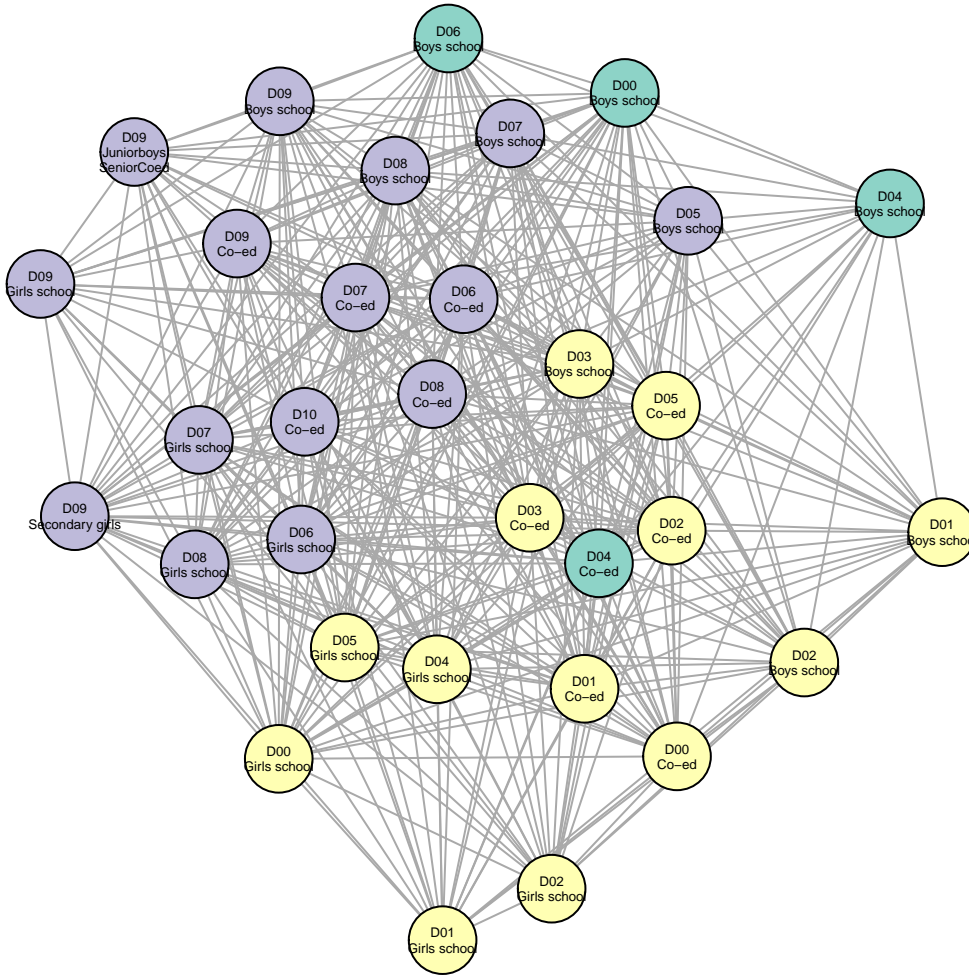 D06
Boys school
D00
Boys school
D09
Boys school
D07
Boys school
D09
Juniorboys
SeniorCoed
D08
Boys school
D04
Boys school
D05
Boys school
D09
Co−ed
D09
Girls school
D07
Co−ed
D06
Co−ed
D03
Boys school
D08
Co−ed
D05
Co−ed
D10
Co−ed
D07
Girls school
D09
Secondary girls
D03
Co−ed
D02
Co−ed
D01
Boys school
D06
Girls school
D08
Girls school
D04
Co−ed
D05
Girls school
D04
Girls school
D02
Boys school
D01
Co−ed
D00
Girls school
D00
Co−ed
D02
Girls school
D01
Girls school